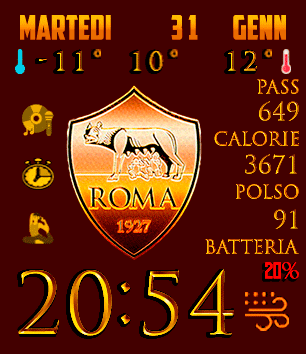 MARTEDI 31 GENN
-11° 10° 12°
PASS
649
CALORIE
3671
POLSO
91
BATTERIA
20%
ROMA
1927
20:54